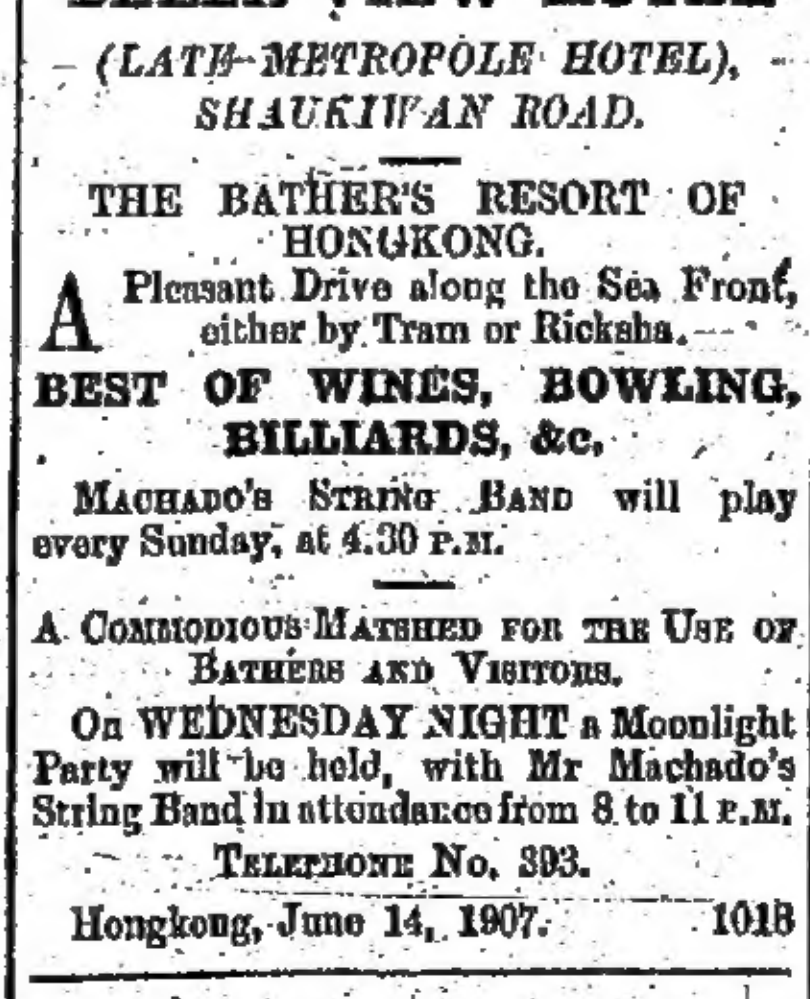 (LATE METROPOLE HOTEL),
SHAUKIWAN ROAD.
THE BATHER'S RESORT OF
HONGKONG.
A Pleasant Drive along the Sea Front,
either by Tram or Ricksha.
BEST OF WINES, BOWLING,
BILLIARDS, &c.
MACHADO'S STRING BAND will play
every Sunday, at 4.30 P.M.
A COMMODIOUS MATSHED FOR THE USE OF
BATHERS AND VISITORS.
On WEDNESDAY NIGHT a Moonlight
Party will be held, with Mr Machado's
String Band in attendance from 8 to 11 P.M.
TELEPHONE No. 393.
Hongkong, June 14, 1907. 1018